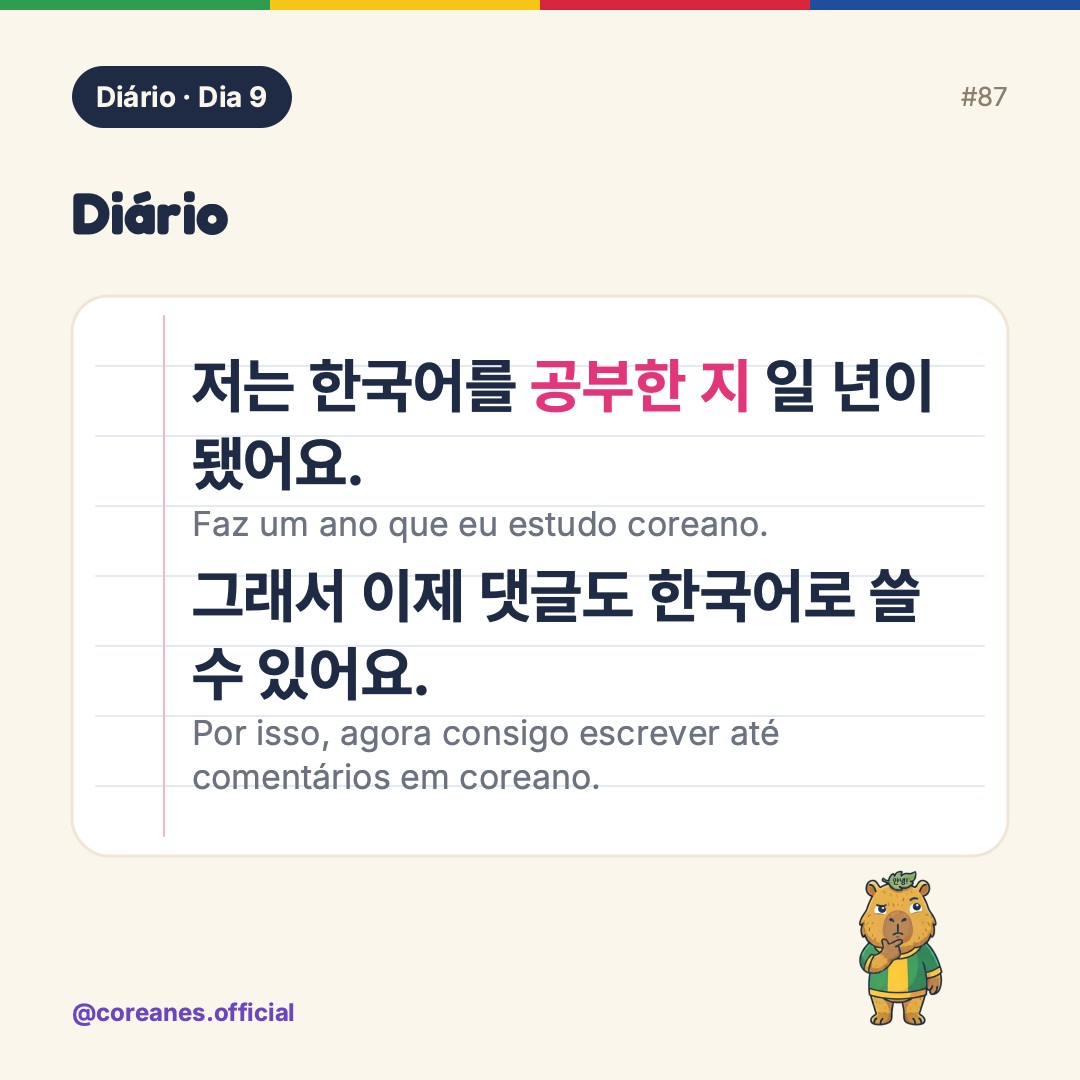 Diário · Dia 9
#87
Diário
저는 한국어를 공부한 지 일 년이
됐어요.
Faz um ano que eu estudo coreano.
그래서 이제 댓글도 한국어로 쓸
수 있어요.
Por isso, agora consigo escrever até
comentários em coreano.
안녕!
@coreanes.official